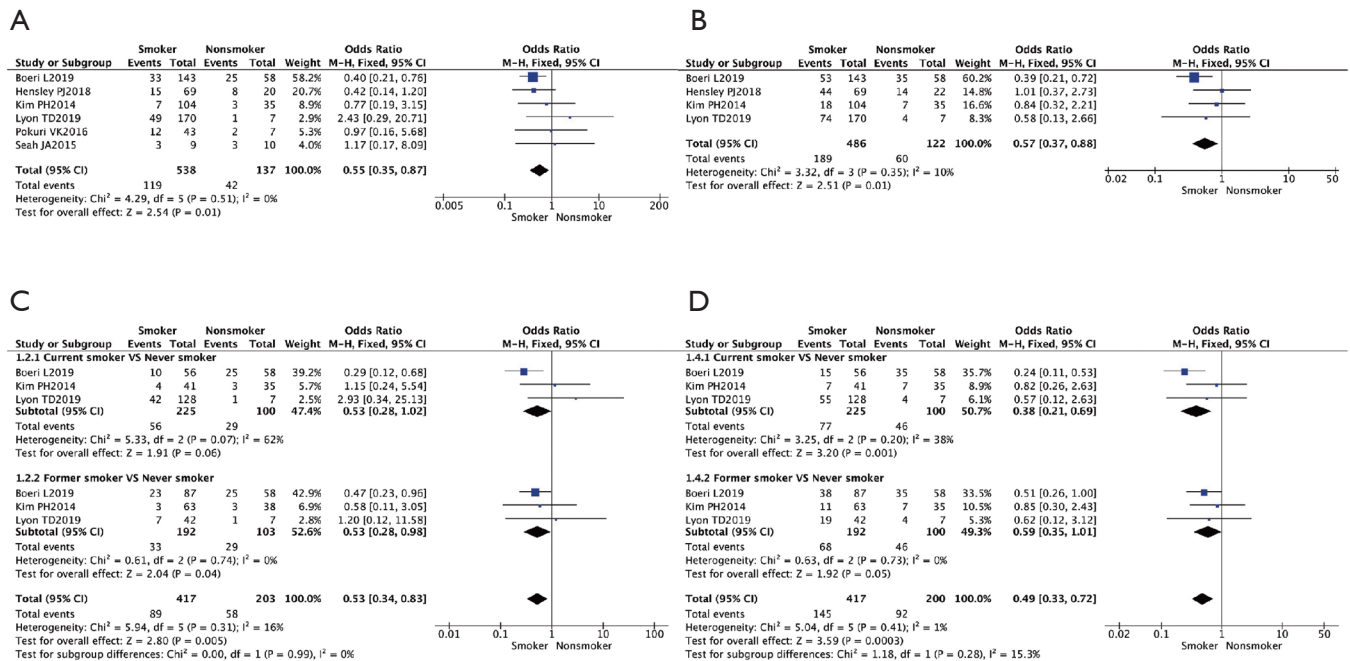 A
Smoker Nonsmoker Odds Ratio Odds Ratio
Study or Subgroup Events Total Events Total Weight M-H, Fixed, 95% CI M-H, Fixed, 95% CI
Boeri L2019 33 143 25 58 58.2% 0.40 [0.21, 0.76]
Hensley PJ2018 15 69 8 20 20.7% 0.42 [0.14, 1.20]
Kim PH2014 7 104 3 35 8.9% 0.77 [0.19, 3.15]
Lyon TD2019 49 170 1 7 2.9% 2.43 [0.29, 20.71]
Pokuri VK2016 12 43 2 7 5.3% 0.97 [0.16, 5.68]
Seah JA2015 3 9 3 10 4.0% 1.17 [0.17, 8.09]
Total (95% CI) 538 137 100.0% 0.55 [0.35, 0.87]
Total events 119 42
Heterogeneity: Chi² = 4.29, df = 5 (P = 0.51); I² = 0%
Test for overall effect: Z = 2.54 (P = 0.01)
0.005 0.1 1 10 200
Smoker Nonsmoker
B
Smoker Nonsmoker Odds Ratio Odds Ratio
Study or Subgroup Events Total Events Total Weight M-H, Fixed, 95% CI M-H, Fixed, 95% CI
Boeri L2019 53 143 35 58 60.2% 0.39 [0.21, 0.72]
Hensley PJ2018 44 69 14 22 14.8% 1.01 [0.37, 2.73]
Kim PH2014 18 104 7 35 16.6% 0.84 [0.32, 2.21]
Lyon TD2019 74 170 4 7 8.3% 0.58 [0.13, 2.66]
Total (95% CI) 486 122 100.0% 0.57 [0.37, 0.88]
Total events 189 60
Heterogeneity: Chi² = 3.32, df = 3 (P = 0.35); I² = 10%
Test for overall effect: Z = 2.51 (P = 0.01)
0.02 0.1 1 10 50
Smoker Nonsmoker
C
Smoker Nonsmoker Odds Ratio Odds Ratio
Study or Subgroup Events Total Events Total Weight M-H, Fixed, 95% CI M-H, Fixed, 95% CI
1.2.1 Current smoker VS Never smoker
Boeri L2019 10 56 25 58 39.2% 0.29 [0.12, 0.68]
Kim PH2014 4 41 3 35 5.7% 1.15 [0.24, 5.54]
Lyon TD2019 42 128 1 7 2.5% 2.93 [0.34, 25.13]
Subtotal (95% CI) 225 100 47.4% 0.53 [0.28, 1.02]
Total events 56 29
Heterogeneity: Chi² = 5.33, df = 2 (P = 0.07); I² = 62%
Test for overall effect: Z = 1.91 (P = 0.06)
1.2.2 Former smoker VS Never smoker
Boeri L2019 23 87 25 58 42.9% 0.47 [0.23, 0.96]
Kim PH2014 3 63 3 38 6.9% 0.58 [0.11, 3.05]
Lyon TD2019 7 42 1 7 2.8% 1.20 [0.12, 11.58]
Subtotal (95% CI) 192 103 52.6% 0.53 [0.28, 0.98]
Total events 33 29
Heterogeneity: Chi² = 0.61, df = 2 (P = 0.74); I² = 0%
Test for overall effect: Z = 2.04 (P = 0.04)
Total (95% CI) 417 203 100.0% 0.53 [0.34, 0.83]
Total events 89 58
Heterogeneity: Chi² = 5.94, df = 5 (P = 0.31); I² = 16%
Test for overall effect: Z = 2.80 (P = 0.005)
Test for subgroup differences: Chi² = 0.00, df = 1 (P = 0.99), I² = 0%
0.01 0.1 1 10 100
Smoker Nonsmoker
D
Smoker Nonsmoker Odds Ratio Odds Ratio
Study or Subgroup Events Total Events Total Weight M-H, Fixed, 95% CI M-H, Fixed, 95% CI
1.4.1 Current smoker VS Never smoker
Boeri L2019 15 56 35 58 35.7% 0.24 [0.11, 0.53]
Kim PH2014 7 41 7 35 8.9% 0.82 [0.26, 2.63]
Lyon TD2019 55 128 4 7 6.1% 0.57 [0.12, 2.63]
Subtotal (95% CI) 225 100 50.7% 0.38 [0.21, 0.69]
Total events 77 46
Heterogeneity: Chi² = 3.25, df = 2 (P = 0.20); I² = 38%
Test for overall effect: Z = 3.20 (P = 0.001)
1.4.2 Former smoker VS Never smoker
Boeri L2019 38 87 35 58 33.5% 0.51 [0.26, 1.00]
Kim PH2014 11 63 7 35 10.5% 0.85 [0.30, 2.43]
Lyon TD2019 19 42 4 7 5.3% 0.62 [0.12, 3.12]
Subtotal (95% CI) 192 100 49.3% 0.59 [0.35, 1.01]
Total events 68 46
Heterogeneity: Chi² = 0.63, df = 2 (P = 0.73); I² = 0%
Test for overall effect: Z = 1.92 (P = 0.05)
Total (95% CI) 417 200 100.0% 0.49 [0.33, 0.72]
Total events 145 92
Heterogeneity: Chi² = 5.04, df = 5 (P = 0.41); I² = 1%
Test for overall effect: Z = 3.59 (P = 0.0003)
Test for subgroup differences: Chi² = 1.18, df = 1 (P = 0.28), I² = 15.3%
0.02 0.1 1 10 50
Smoker Nonsmoker